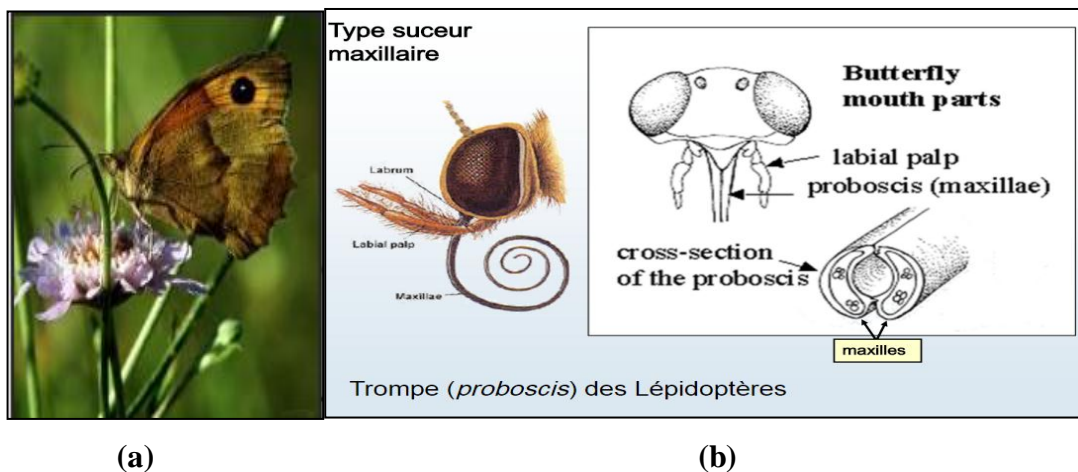 Type suceur
maxillaire
Labrum
Labial palp
Maxillae
Butterfly
mouth parts
labial palp
proboscis (maxillae)
cross-section
of the proboscis
maxilles
Trompe (proboscis) des Lépidoptères
(a)
(b)